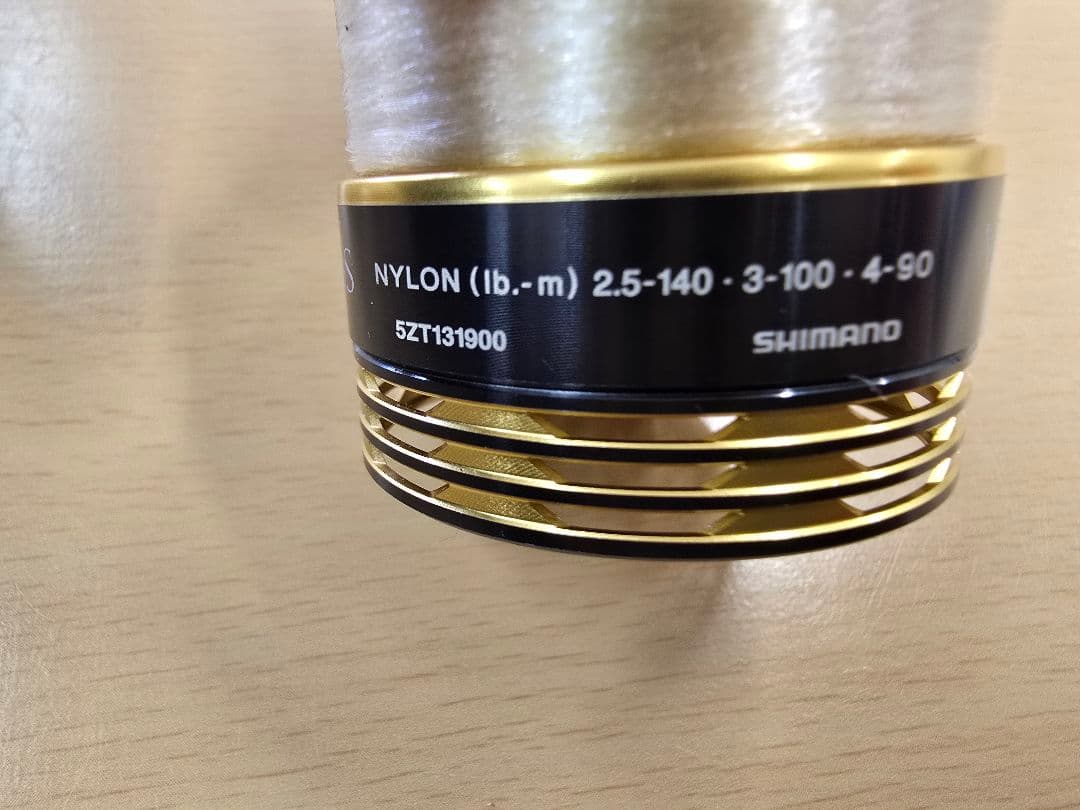 S NYLON (lb.-m) 2.5-140・3-100・4-90
5ZT131900 SHIMANO